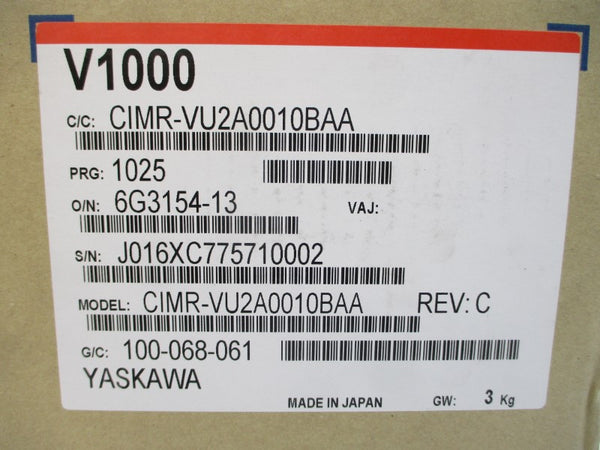 V1000
C/C: CIMR-VU2A0010BAA
PRG: 1025
O/N: 6G3154-13 VAJ:
S/N: J016XC775710002
MODEL: CIMR-VU2A0010BAA REV: C
G/C: 100-068-061
YASKAWA
MADE IN JAPAN GW: 3 Kg